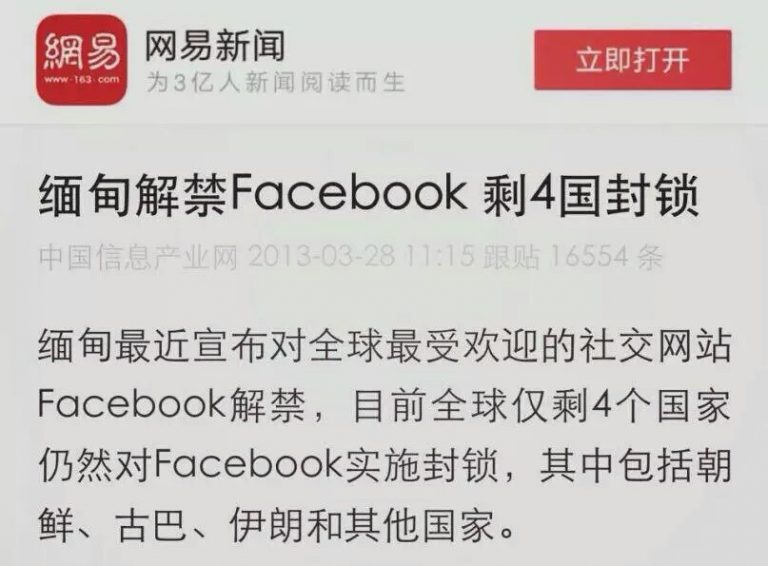 網易
www·163·com
网易新闻
为3亿人新闻阅读而生
立即打开
缅甸解禁Facebook 剩4国封锁
中国信息产业网 2013-03-28 11:15 跟贴 16554 条
缅甸最近宣布对全球最受欢迎的社交网站
Facebook解禁，目前全球仅剩4个国家
仍然对Facebook实施封锁，其中包括朝
鲜、古巴、伊朗和其他国家。